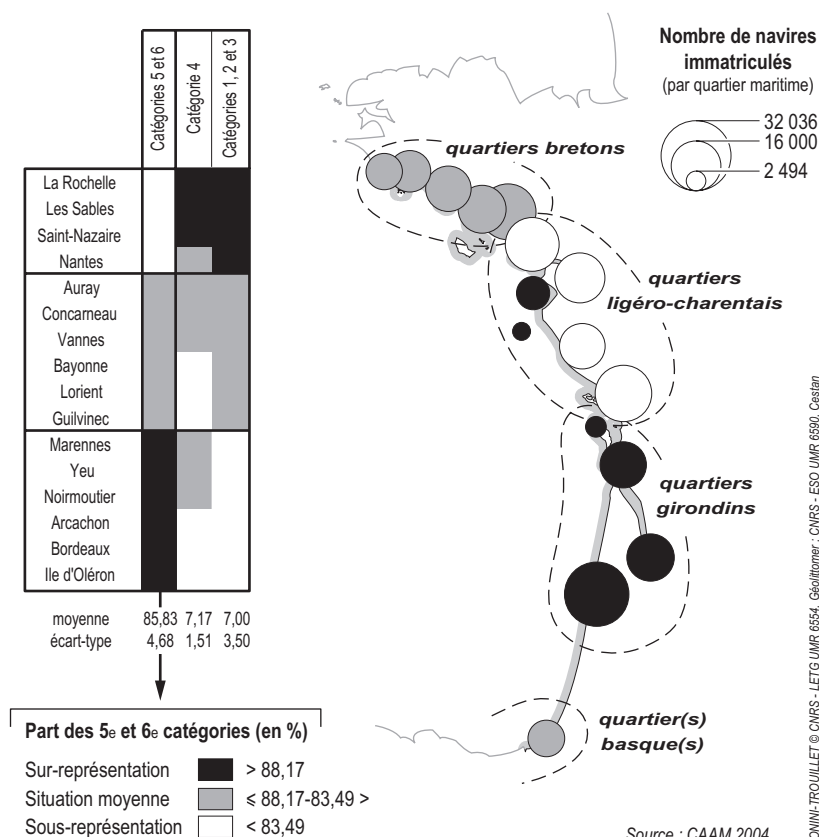 Catégories 5 et 6
Catégorie 4
Catégories 1, 2 et 3
La Rochelle
Les Sables
Saint-Nazaire
Nantes
Auray
Concarneau
Vannes
Bayonne
Lorient
Guilvinec
Marennes
Yeu
Noirmoutier
Arcachon
Bordeaux
Ile d'Oléron
moyenne 85,83 7,17 7,00
écart-type 4,68 1,51 3,50
Part des 5e et 6e catégories (en %)
Sur-représentation > 88,17
Situation moyenne ⩽ 88,17-83,49 >
Sous-représentation < 83,49
Nombre de navires
immatriculés
(par quartier maritime)
32 036
16 000
2 494
quartiers bretons
quartiers
ligéro-charentais
quartiers
girondins
quartier(s)
basque(s)
Source : CAAM 2004
TROUILLET © CNRS - LETG UMR 6554, Géolittomer ; CNRS - ESO UMR 6590, Cestan